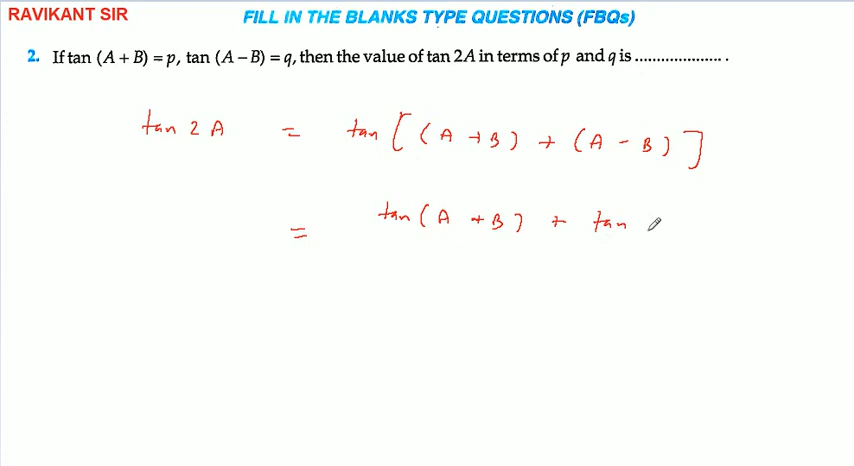 RAVIKANT SIR
FILL IN THE BLANKS TYPE QUESTIONS (FBQs)
2. If tan (A + B) = p, tan (A – B) = q, then the value of tan 2A in terms of p and q is ..................... .
tan 2 A = tan [ (A + B) + (A - B) ]
= tan (A + B) + tan